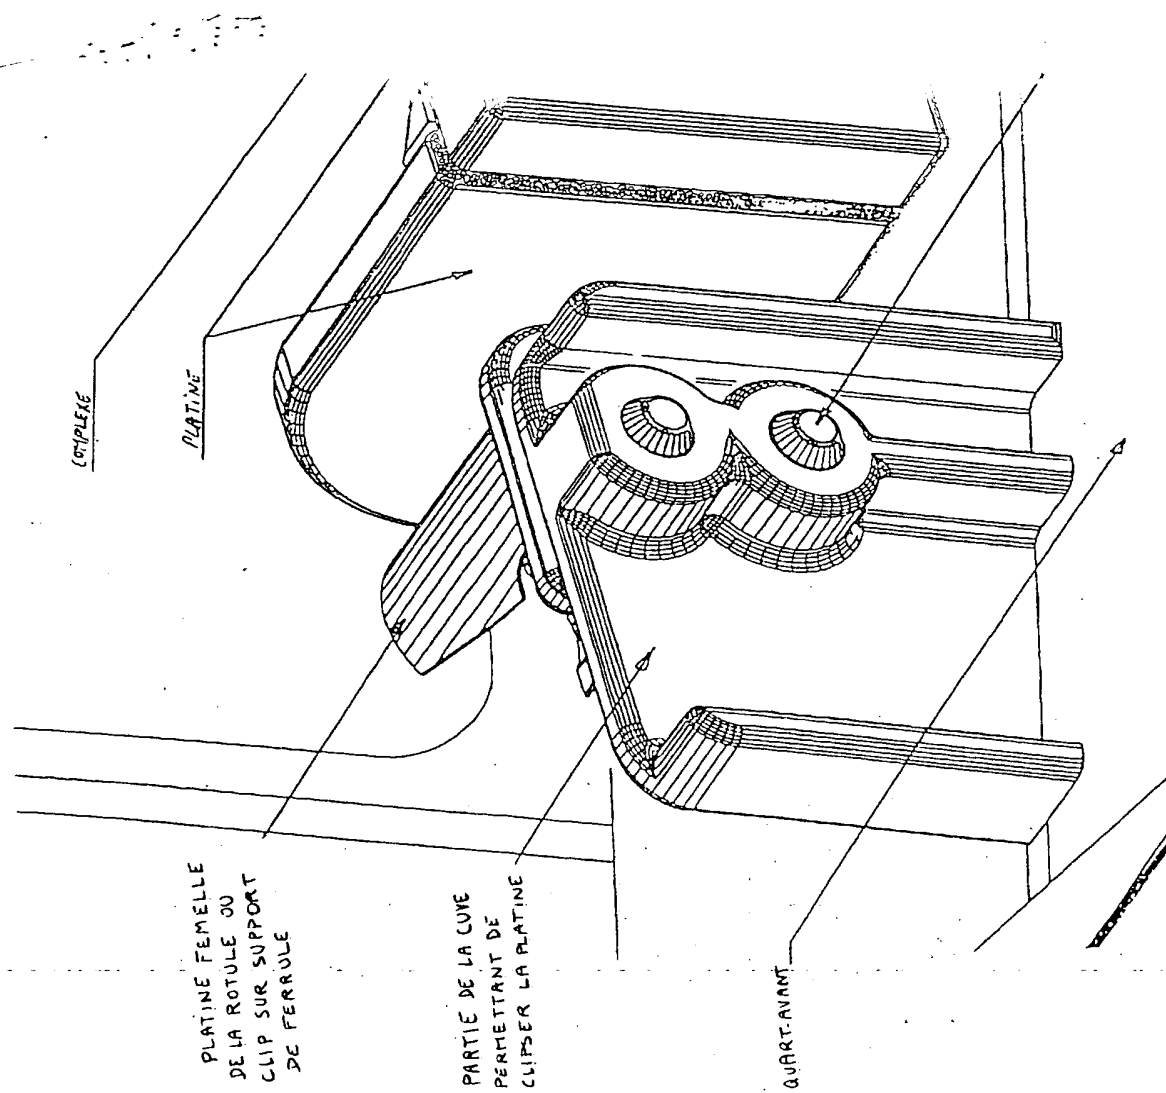 COMPLEXE
PLATINE
PLATINE FEMELLE
DE LA ROTULE OU
CLIP SUR SUPPORT
DE FERRULE
PARTIE DE LA CUVE
PERMETTANT DE
CLIPSER LA PLATINE
QUART-AVANT